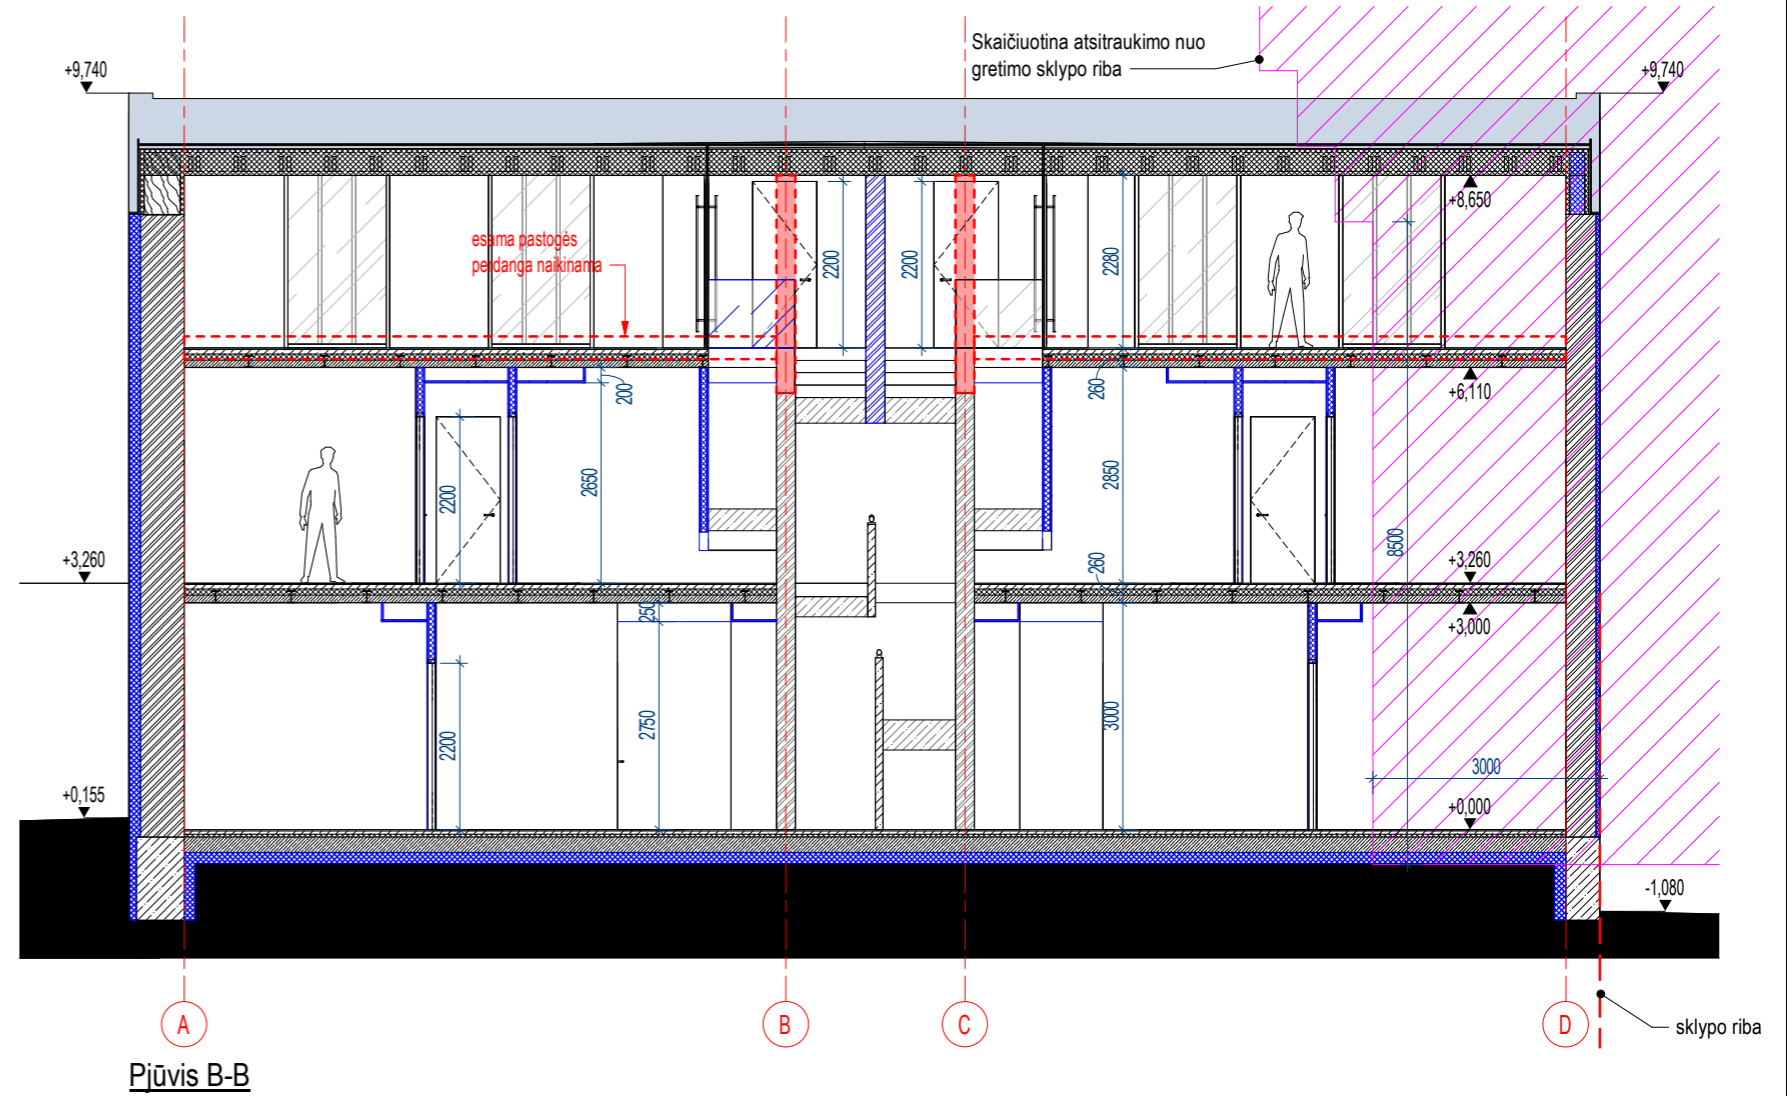 Skaičiuotina atsitraukimo nuo
gretimo sklypo riba
+9,740
+9,740
+8,650
esama pastogės
perdanga naikinama
2200
2200
2280
200
260
+6,110
2200
2650
2850
8500
+3,260
260
+3,260
250
+3,000
2200
2750
3000
3000
+0,155
+0,000
-1,080
A
B
C
D
sklypo riba
Pjūvis B-B